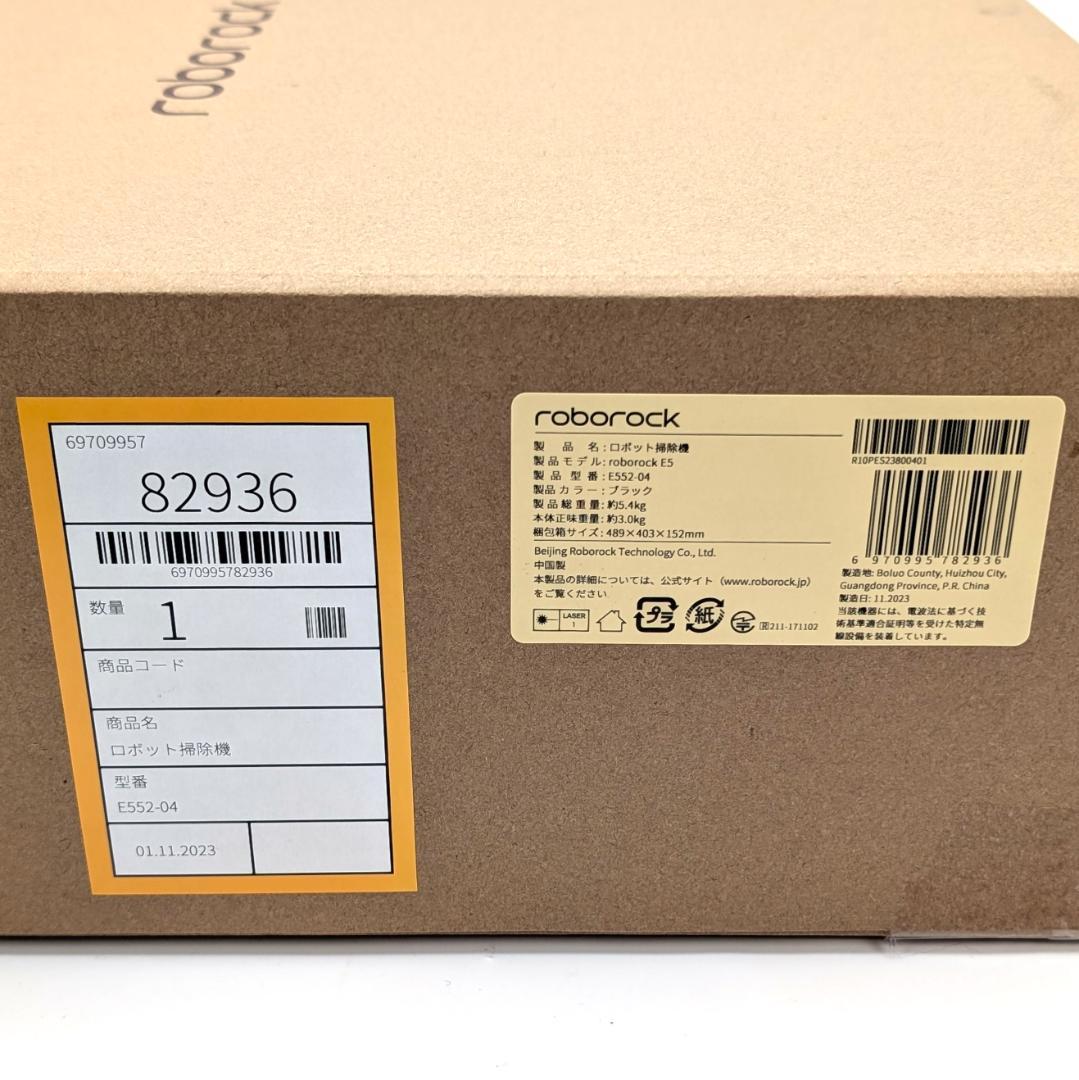 roborock
69709957
82936
6970995782936
数量
1
商品コード
商品名
ロボット掃除機
型番
E552-04
01.11.2023
roborock
製品名:ロボット掃除機
製品モデル:roborock E5
製品型番:E552-04
製品カラー:ブラック
製品総重量:約5.4kg
本体正味重量:約3.0kg
梱包箱サイズ:489×403×152mm
Beijing Roborock Technology Co., Ltd.
中国製
本製品の詳細については、公式サイト（www.roborock.jp）
をご覧ください
LASER
1
プラ
紙
R 211-171102
R10PES23800401
6 970995 782936
製造地: Boluo County, Huizhou City,
Guangdong Province, P.R. China
製造日: 11.2023
当該機器には、電波法に基づく技
術基準適合証明等を受けた特定無
線設備を装着しています。